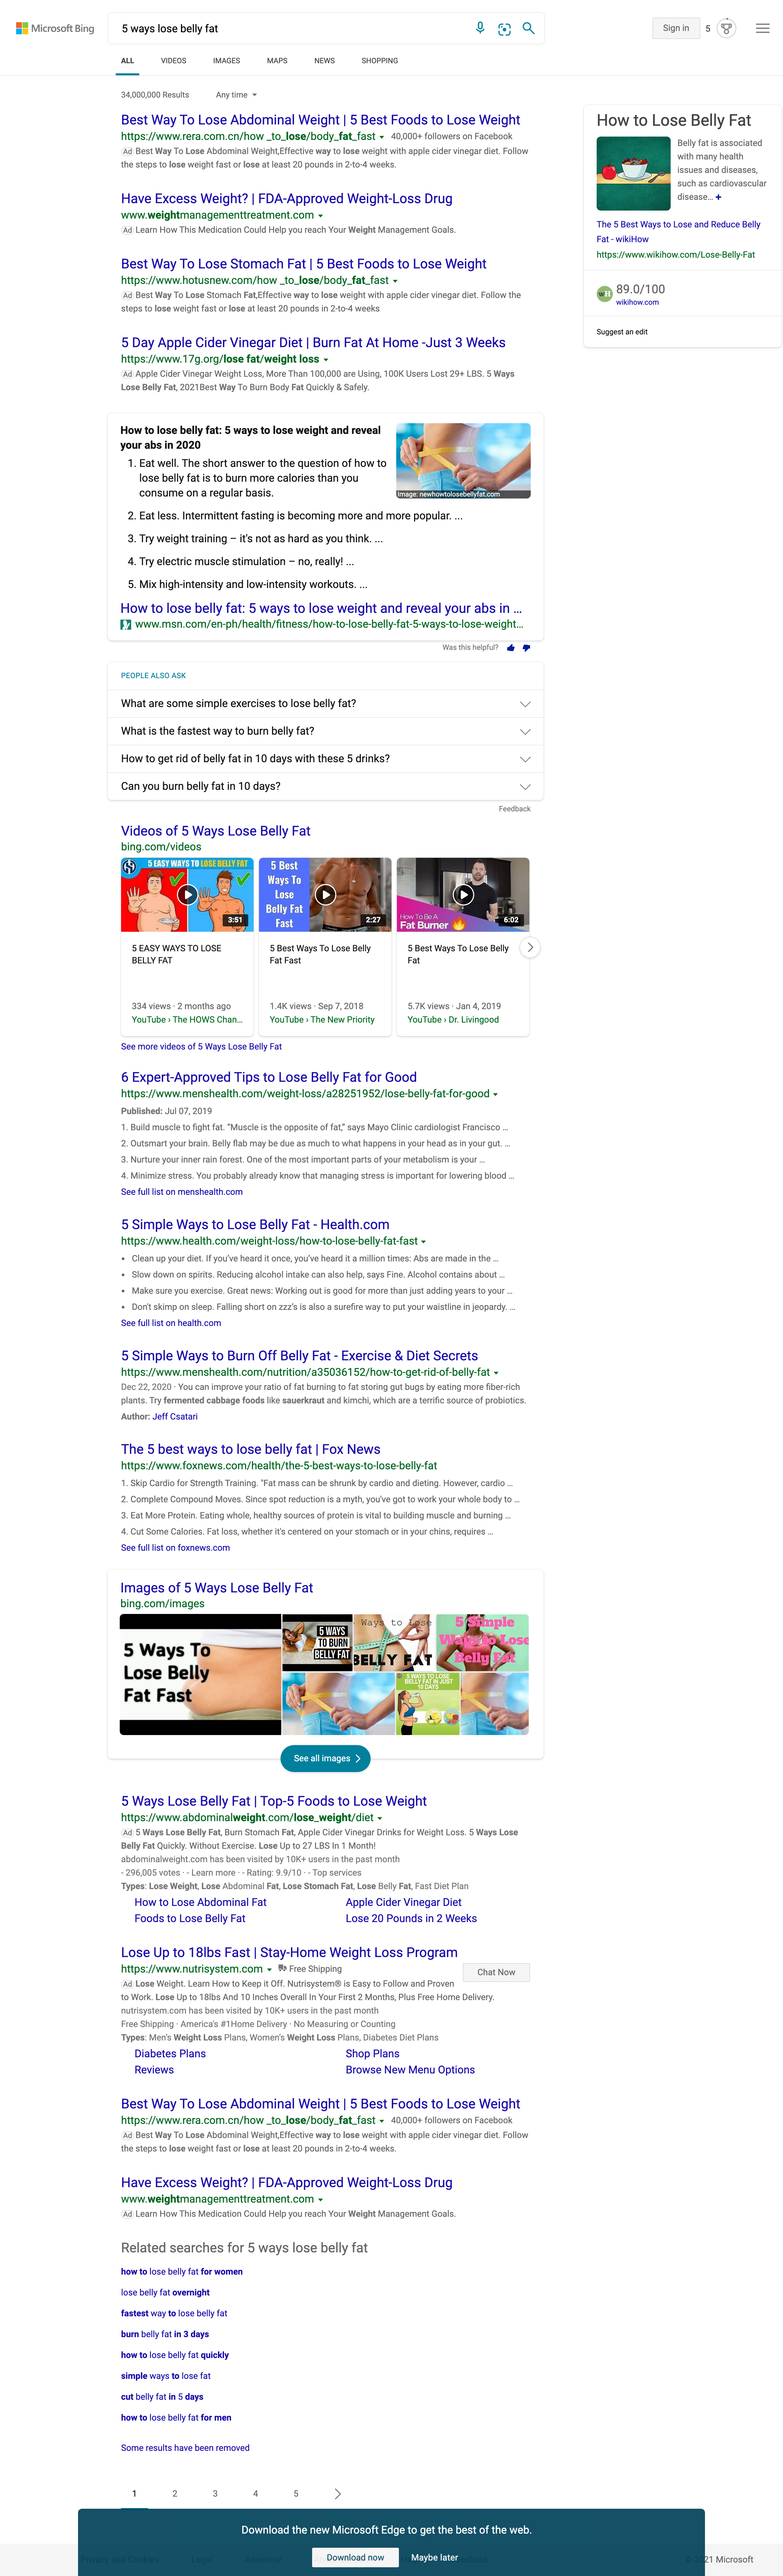 Microsoft Bing
5 ways lose belly fat
Sign in
5
ALL
VIDEOS
IMAGES
MAPS
NEWS
SHOPPING
34,000,000 Results
Any time
Best Way To Lose Abdominal Weight | 5 Best Foods to Lose Weight
https://www.rera.com.cn/how _to_lose/body_fat_fast
40,000+ followers on Facebook
Ad Best Way To Lose Abdominal Weight,Effective way to lose weight with apple cider vinegar diet. Follow
the steps to lose weight fast or lose at least 20 pounds in 2-to-4 weeks.
Have Excess Weight? | FDA-Approved Weight-Loss Drug
www.weightmanagementtreatment.com
Ad Learn How This Medication Could Help you reach Your Weight Management Goals.
Best Way To Lose Stomach Fat | 5 Best Foods to Lose Weight
https://www.hotusnew.com/how _to_lose/body_fat_fast
Ad Best Way To Lose Stomach Fat,Effective way to lose weight with apple cider vinegar diet. Follow the
steps to lose weight fast or lose at least 20 pounds in 2-to-4 weeks
5 Day Apple Cider Vinegar Diet | Burn Fat At Home -Just 3 Weeks
https://www.17g.org/lose fat/weight loss
Ad Apple Cider Vinegar Weight Loss, More Than 100,000 are Using, 100K Users Lost 29+ LBS. 5 Ways
Lose Belly Fat, 2021Best Way To Burn Body Fat Quickly & Safely.
How to Lose Belly Fat
Belly fat is associated
with many health
issues and diseases,
such as cardiovascular
disease... +
The 5 Best Ways to Lose and Reduce Belly
Fat - wikiHow
https://www.wikihow.com/Lose-Belly-Fat
wH
89.0/100
wikihow.com
Suggest an edit
How to lose belly fat: 5 ways to lose weight and reveal
your abs in 2020
1. Eat well. The short answer to the question of how to
lose belly fat is to burn more calories than you
consume on a regular basis.
Image: newhowtolosebellyfat.com
2. Eat less. Intermittent fasting is becoming more and more popular. ...
3. Try weight training – it's not as hard as you think. ...
4. Try electric muscle stimulation – no, really! ...
5. Mix high-intensity and low-intensity workouts. ...
How to lose belly fat: 5 ways to lose weight and reveal your abs in ...
www.msn.com/en-ph/health/fitness/how-to-lose-belly-fat-5-ways-to-lose-weight...
Was this helpful?
PEOPLE ALSO ASK
What are some simple exercises to lose belly fat?
What is the fastest way to burn belly fat?
How to get rid of belly fat in 10 days with these 5 drinks?
Can you burn belly fat in 10 days?
Feedback
Videos of 5 Ways Lose Belly Fat
bing.com/videos
5 EASY WAYS TO LOSE BELLY FAT
3:51
5 EASY WAYS TO LOSE
BELLY FAT
334 views · 2 months ago
YouTube › The HOWS Chan...
5 Best
Ways To
Lose
Belly Fat
Fast
2:27
5 Best Ways To Lose Belly
Fat Fast
1.4K views · Sep 7, 2018
YouTube › The New Priority
How To Be A
Fat Burner
6:02
5 Best Ways To Lose Belly
Fat
5.7K views · Jan 4, 2019
YouTube › Dr. Livingood
See more videos of 5 Ways Lose Belly Fat
6 Expert-Approved Tips to Lose Belly Fat for Good
https://www.menshealth.com/weight-loss/a28251952/lose-belly-fat-for-good
Published: Jul 07, 2019
1. Build muscle to fight fat. “Muscle is the opposite of fat,” says Mayo Clinic cardiologist Francisco ...
2. Outsmart your brain. Belly flab may be due as much to what happens in your head as in your gut. ...
3. Nurture your inner rain forest. One of the most important parts of your metabolism is your ...
4. Minimize stress. You probably already know that managing stress is important for lowering blood ...
See full list on menshealth.com
5 Simple Ways to Lose Belly Fat - Health.com
https://www.health.com/weight-loss/how-to-lose-belly-fat-fast
• Clean up your diet. If you’ve heard it once, you’ve heard it a million times: Abs are made in the ...
• Slow down on spirits. Reducing alcohol intake can also help, says Fine. Alcohol contains about ...
• Make sure you exercise. Great news: Working out is good for more than just adding years to your ...
• Don't skimp on sleep. Falling short on zzz’s is also a surefire way to put your waistline in jeopardy. ...
See full list on health.com
5 Simple Ways to Burn Off Belly Fat - Exercise & Diet Secrets
https://www.menshealth.com/nutrition/a35036152/how-to-get-rid-of-belly-fat
Dec 22, 2020 · You can improve your ratio of fat burning to fat storing gut bugs by eating more fiber-rich
plants. Try fermented cabbage foods like sauerkraut and kimchi, which are a terrific source of probiotics.
Author: Jeff Csatari
The 5 best ways to lose belly fat | Fox News
https://www.foxnews.com/health/the-5-best-ways-to-lose-belly-fat
1. Skip Cardio for Strength Training. "Fat mass can be shrunk by cardio and dieting. However, cardio ...
2. Complete Compound Moves. Since spot reduction is a myth, you've got to work your whole body to ...
3. Eat More Protein. Eating whole, healthy sources of protein is vital to building muscle and burning ...
4. Cut Some Calories. Fat loss, whether it's centered on your stomach or in your chins, requires ...
See full list on foxnews.com
Images of 5 Ways Lose Belly Fat
bing.com/images
5 Ways To
Lose Belly
Fat Fast
5 WAYS
TO BURN
BELLY FAT
Ways to Lose
BELLY FAT
5 Simple
Ways to Lose
Belly Fat
5 WAYS TO LOSE
BELLY FAT IN JUST
10 DAYS
See all images
5 Ways Lose Belly Fat | Top-5 Foods to Lose Weight
https://www.abdominalweight.com/lose_weight/diet
Ad 5 Ways Lose Belly Fat, Burn Stomach Fat, Apple Cider Vinegar Drinks for Weight Loss. 5 Ways Lose
Belly Fat Quickly. Without Exercise. Lose Up to 27 LBS In 1 Month!
abdominalweight.com has been visited by 10K+ users in the past month
- 296,005 votes · - Learn more · - Rating: 9.9/10 · - Top services
Types: Lose Weight, Lose Abdominal Fat, Lose Stomach Fat, Lose Belly Fat, Fast Diet Plan
How to Lose Abdominal Fat
Apple Cider Vinegar Diet
Foods to Lose Belly Fat
Lose 20 Pounds in 2 Weeks
Lose Up to 18lbs Fast | Stay-Home Weight Loss Program
https://www.nutrisystem.com
Free Shipping
Chat Now
Ad Lose Weight. Learn How to Keep it Off. Nutrisystem® is Easy to Follow and Proven
to Work. Lose Up to 18lbs And 10 Inches Overall In Your First 2 Months, Plus Free Home Delivery.
nutrisystem.com has been visited by 10K+ users in the past month
Free Shipping · America's #1Home Delivery · No Measuring or Counting
Types: Men's Weight Loss Plans, Women's Weight Loss Plans, Diabetes Diet Plans
Diabetes Plans
Shop Plans
Reviews
Browse New Menu Options
Best Way To Lose Abdominal Weight | 5 Best Foods to Lose Weight
https://www.rera.com.cn/how _to_lose/body_fat_fast
40,000+ followers on Facebook
Ad Best Way To Lose Abdominal Weight,Effective way to lose weight with apple cider vinegar diet. Follow
the steps to lose weight fast or lose at least 20 pounds in 2-to-4 weeks.
Have Excess Weight? | FDA-Approved Weight-Loss Drug
www.weightmanagementtreatment.com
Ad Learn How This Medication Could Help you reach Your Weight Management Goals.
Related searches for 5 ways lose belly fat
how to lose belly fat for women
lose belly fat overnight
fastest way to lose belly fat
burn belly fat in 3 days
how to lose belly fat quickly
simple ways to lose fat
cut belly fat in 5 days
how to lose belly fat for men
Some results have been removed
1
2
3
4
5
Download the new Microsoft Edge to get the best of the web.
Download now
Maybe later
Privacy and Cookies
Legal
21 Microsoft